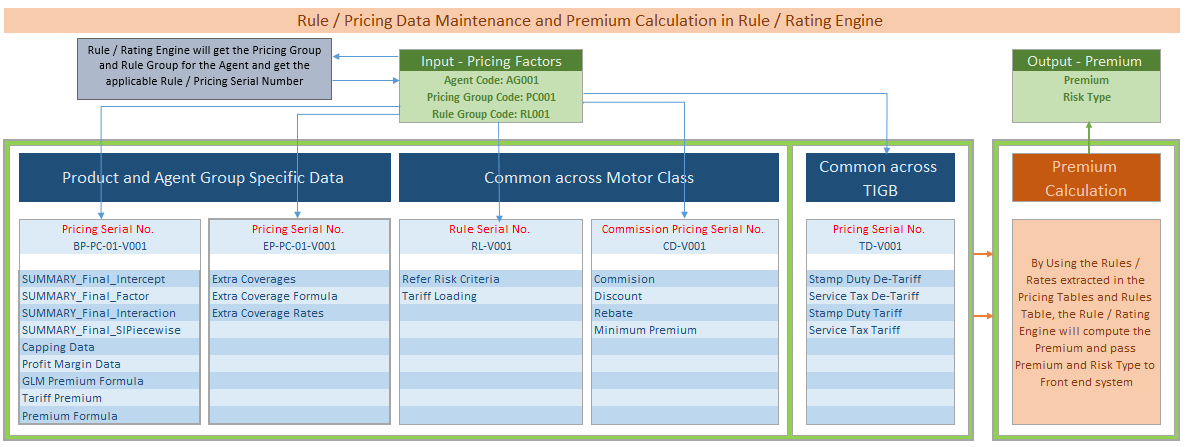 Rule / Pricing Data Maintenance and Premium Calculation in Rule / Rating Engine
Rule / Rating Engine will get the Pricing Group
and Rule Group for the Agent and get the
applicable Rule / Pricing Serial Number
Input - Pricing Factors
Agent Code: AG001
Pricing Group Code: PC001
Rule Group Code: RL001
Output - Premium
Premium
Risk Type
Product and Agent Group Specific Data
Common across Motor Class
Common across
TIGB
Premium
Calculation
Pricing Serial No.
BP-PC-01-V001
SUMMARY_Final_Intercept
SUMMARY_Final_Factor
SUMMARY_Final_Interaction
SUMMARY_Final_SIPiecewise
Capping Data
Profit Margin Data
GLM Premium Formula
Tariff Premium
Premium Formula
Pricing Serial No.
EP-PC-01-V001
Extra Coverages
Extra Coverage Formula
Extra Coverage Rates
Rule Serial No.
RL-V001
Refer Risk Criteria
Tariff Loading
Commission Pricing Serial No.
CD-V001
Commision
Discount
Rebate
Minimum Premium
Pricing Serial No.
TD-V001
Stamp Duty De-Tariff
Service Tax De-Tariff
Stamp Duty Tariff
Service Tax Tariff
By Using the Rules /
Rates extracted in the
Pricing Tables and Rules
Table, the Rule / Rating
Engine will compute the
Premium and pass
Premium and Risk Type to
Front end system